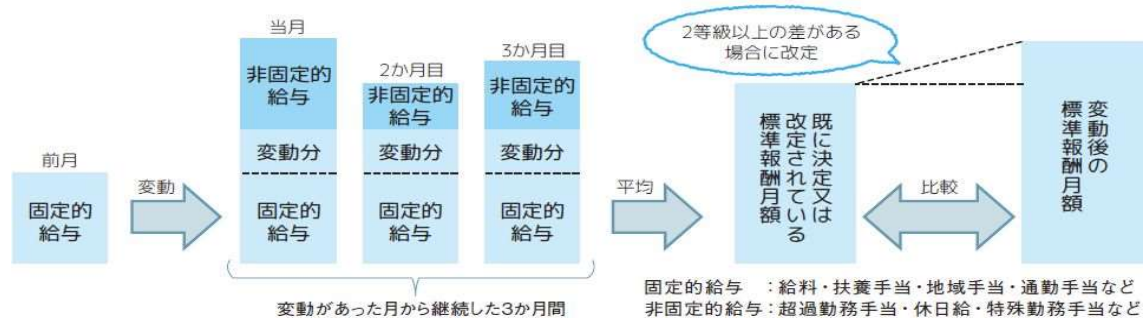 前月
固定的
給与
変動
当月
非固定的
給与
変動分
固定的
給与
2か月目
非固定的
給与
変動分
固定的
給与
3か月目
非固定的
給与
変動分
固定的
給与
変動があった月から継続した3か月間
平均
2等級以上の差がある
場合に改定
既に決定又は
改定されている
標準報酬月額
比較
変動後の
標準報酬月額
固定的給与　：給料・扶養手当・地域手当・通勤手当など
非固定的給与：超過勤務手当・休日給・特殊勤務手当など